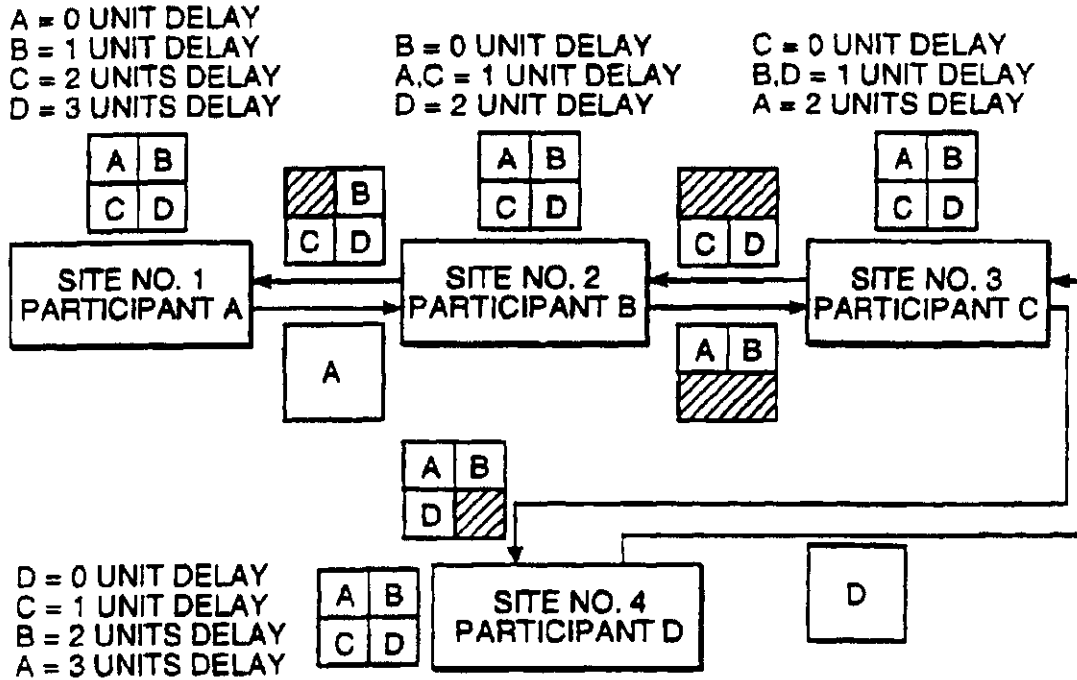 A = 0 UNIT DELAY
B = 1 UNIT DELAY
C = 2 UNITS DELAY
D = 3 UNITS DELAY
B = 0 UNIT DELAY
A,C = 1 UNIT DELAY
D = 2 UNIT DELAY
C = 0 UNIT DELAY
B,D = 1 UNIT DELAY
A = 2 UNITS DELAY
A B
C D
B
C D
A B
C D
C D
A B
C D
SITE NO. 1
PARTICIPANT A
SITE NO. 2
PARTICIPANT B
SITE NO. 3
PARTICIPANT C
A
A B
A B
D
D = 0 UNIT DELAY
C = 1 UNIT DELAY
B = 2 UNITS DELAY
A = 3 UNITS DELAY
A B
C D
SITE NO. 4
PARTICIPANT D
D